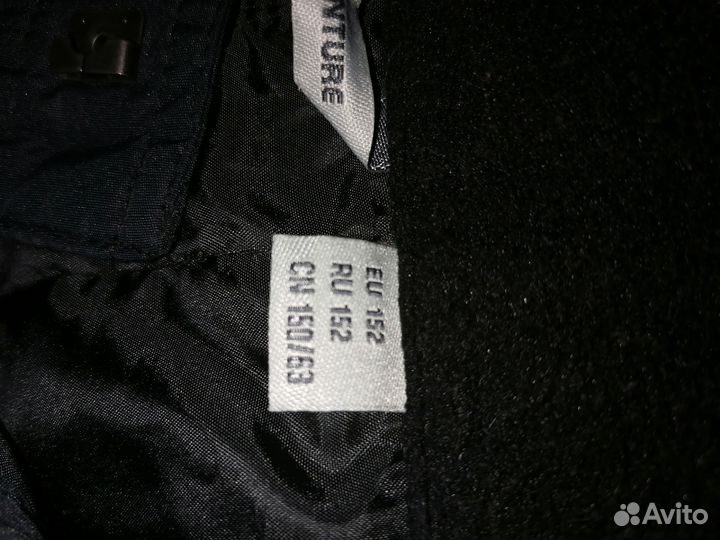 NTURE
EU 152
RU 152
CN 150/63
Avito